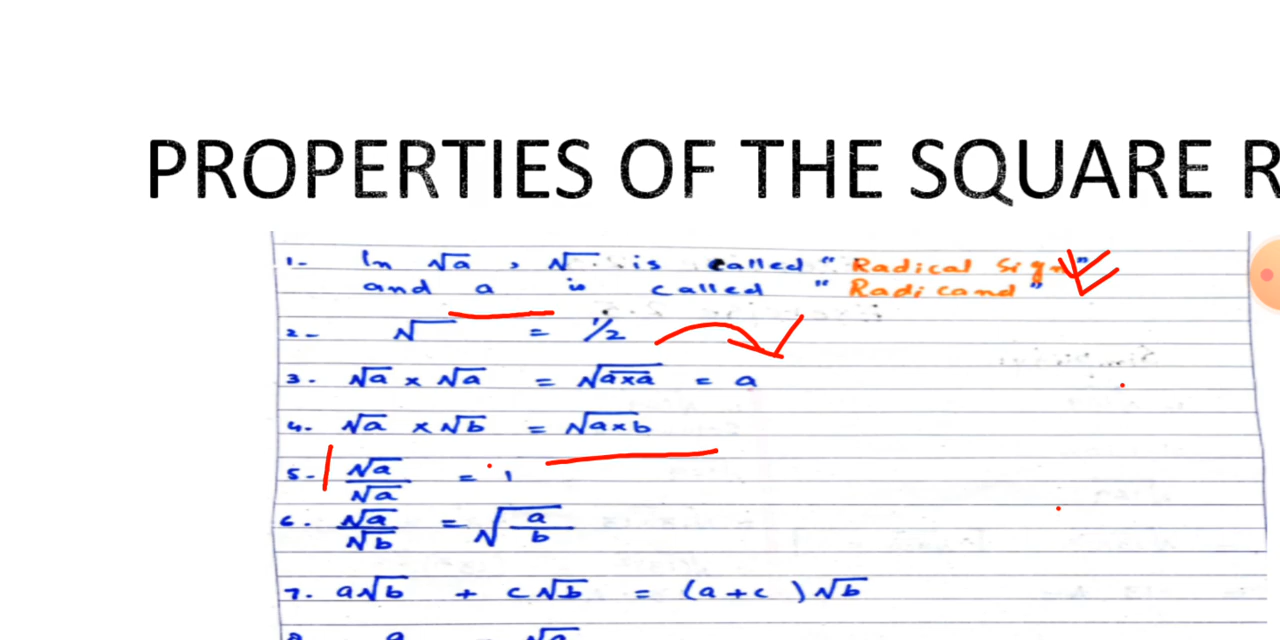 PROPERTIES OF THE SQUARE R
1. In √a , √ is called "Radical Sign"
and a is called "Radicand"
2- √ = 1/2
3. √a × √a = √a×a = a
4. √a × √b = √a×b
5- √a/√a = 1
6. √a/√b = √a/b
7. a√b + c√b = (a+c)√b